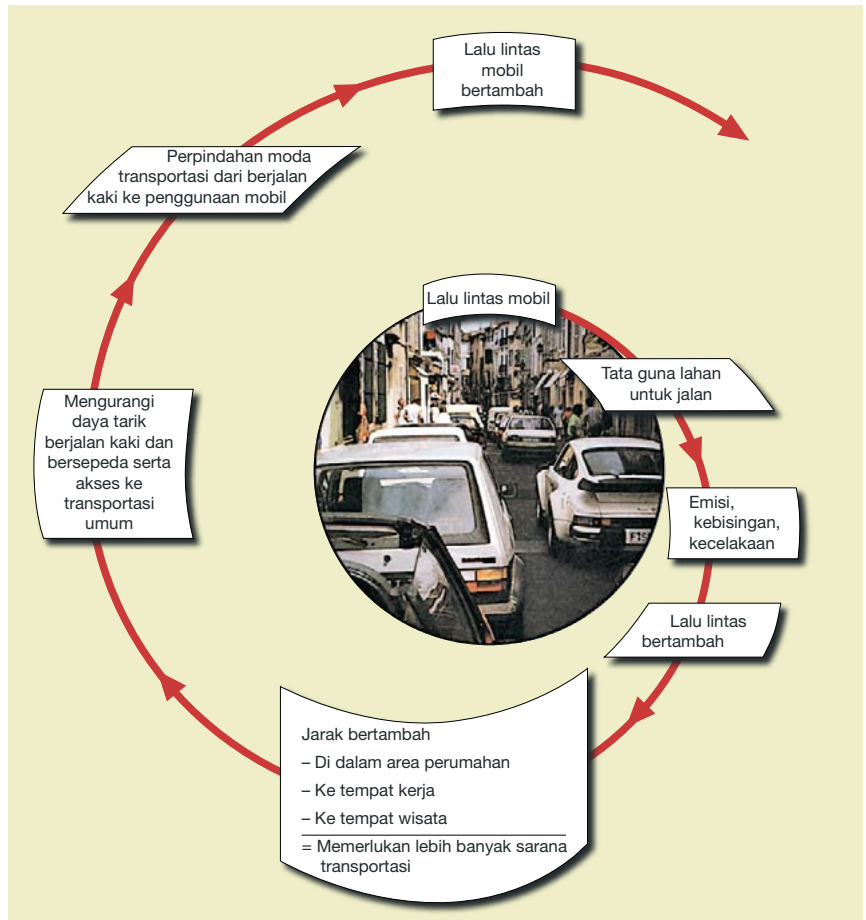 Lalu lintas
mobil
bertambah
Perpindahan moda
transportasi dari berjalan
kaki ke penggunaan mobil
Lalu lintas mobil
Tata guna lahan
untuk jalan
Mengurangi
daya tarik
berjalan kaki dan
bersepeda serta
akses ke
transportasi
umum
Emisi,
kebisingan,
kecelakaan
Lalu lintas
bertambah
Jarak bertambah
– Di dalam area perumahan
– Ke tempat kerja
– Ke tempat wisata
= Memerlukan lebih banyak sarana
transportasi